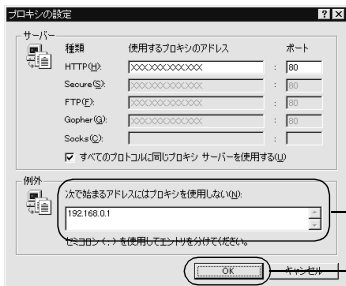 プロキシの設定
サーバー
種類 使用するプロキシのアドレス ポート
HTTP(H): XXXXXXXXXXXX : 80
Secure(S): XXXXXXXXXXXX : 80
FTP(F): XXXXXXXXXXXX : 80
Gopher(G): XXXXXXXXXXXX : 80
Socks(C): :
すべてのプロトコルに同じプロキシ サーバーを使用する(U)
例外
次で始まるアドレスにはプロキシを使用しない(N):
192.168.0.1
セミコロン (;) を使用してエントリを分けてください。
OK キャンセル